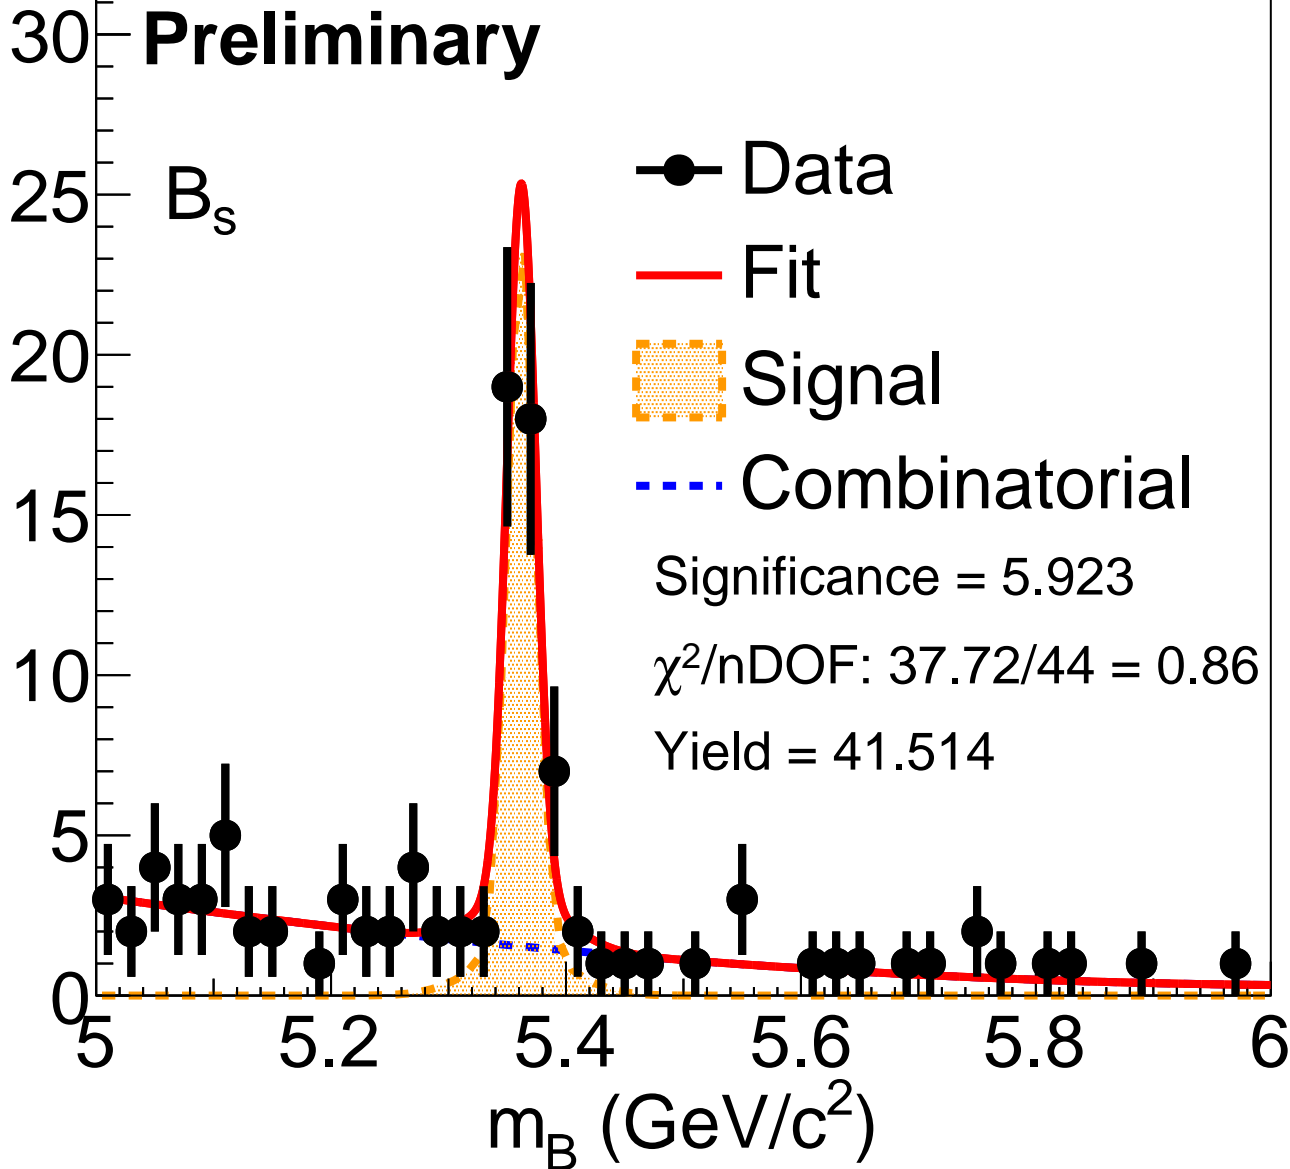 30
Preliminary
25
B_s
Data
Fit
20
Signal
15
Combinatorial
Significance = 5.923
10
χ²/nDOF: 37.72/44 = 0.86
Yield = 41.514
5
0
5 5.2 5.4 5.6 5.8 6
m_B (GeV/c²)